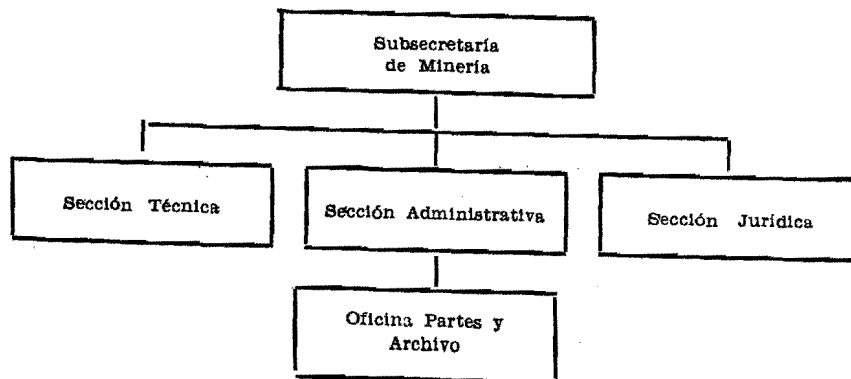 Subsecretaría
de Minería
Sección Técnica
Sección Administrativa
Sección Jurídica
Oficina Partes y
Archivo